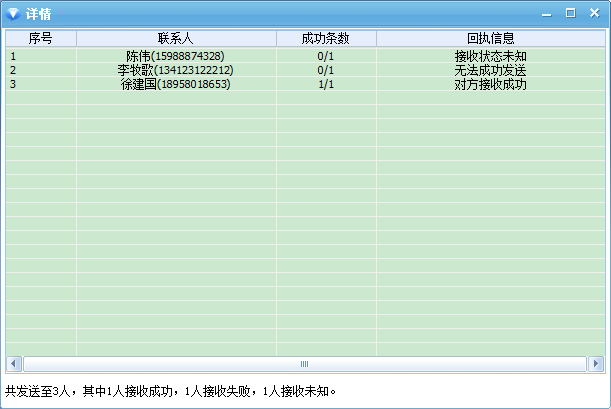 详情
序号 联系人 成功条数 回执信息
1 陈伟(15988874328) 0/1 接收状态未知
2 李牧歌(134123122212) 0/1 无法成功发送
3 徐建国(18958018653) 1/1 对方接收成功
共发送至3人，其中1人接收成功，1人接收失败，1人接收未知。